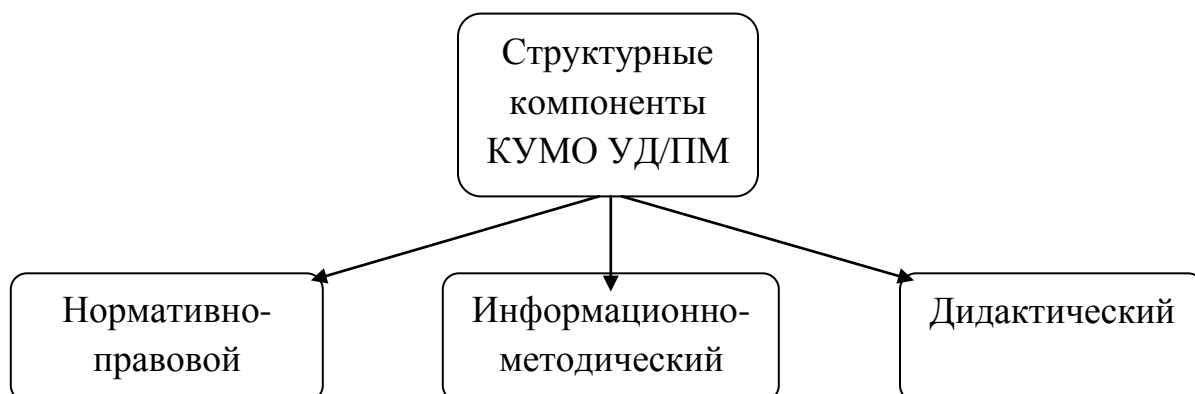 Структурные
компоненты
КУМО УД/ПМ
Нормативно-
правовой
Информационно-
методический
Дидактический